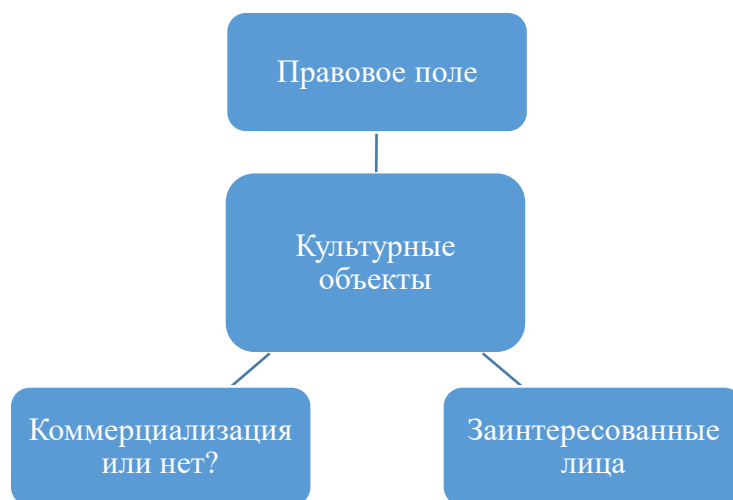 Правовое поле
Культурные
объекты
Коммерциализация
или нет?
Заинтересованные
лица